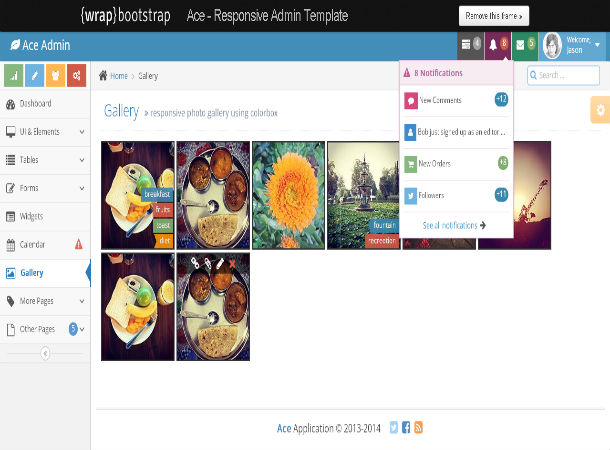 {wrap}bootstrap Ace - Responsive Admin Template Remove this frame »
Ace Admin 4 8 5 Welcome, Jason
8 Notifications
New Comments +12
Bob just signed up as an editor ...
New Orders +8
Followers +11
See all notifications
Home > Gallery Search ...
Gallery » responsive photo gallery using colorbox
Dashboard
UI & Elements
Tables
Forms
Widgets
Calendar
Gallery
More Pages
Other Pages 5
breakfast
fruits
toast
diet
fountain
recreation
Ace Application © 2013-2014